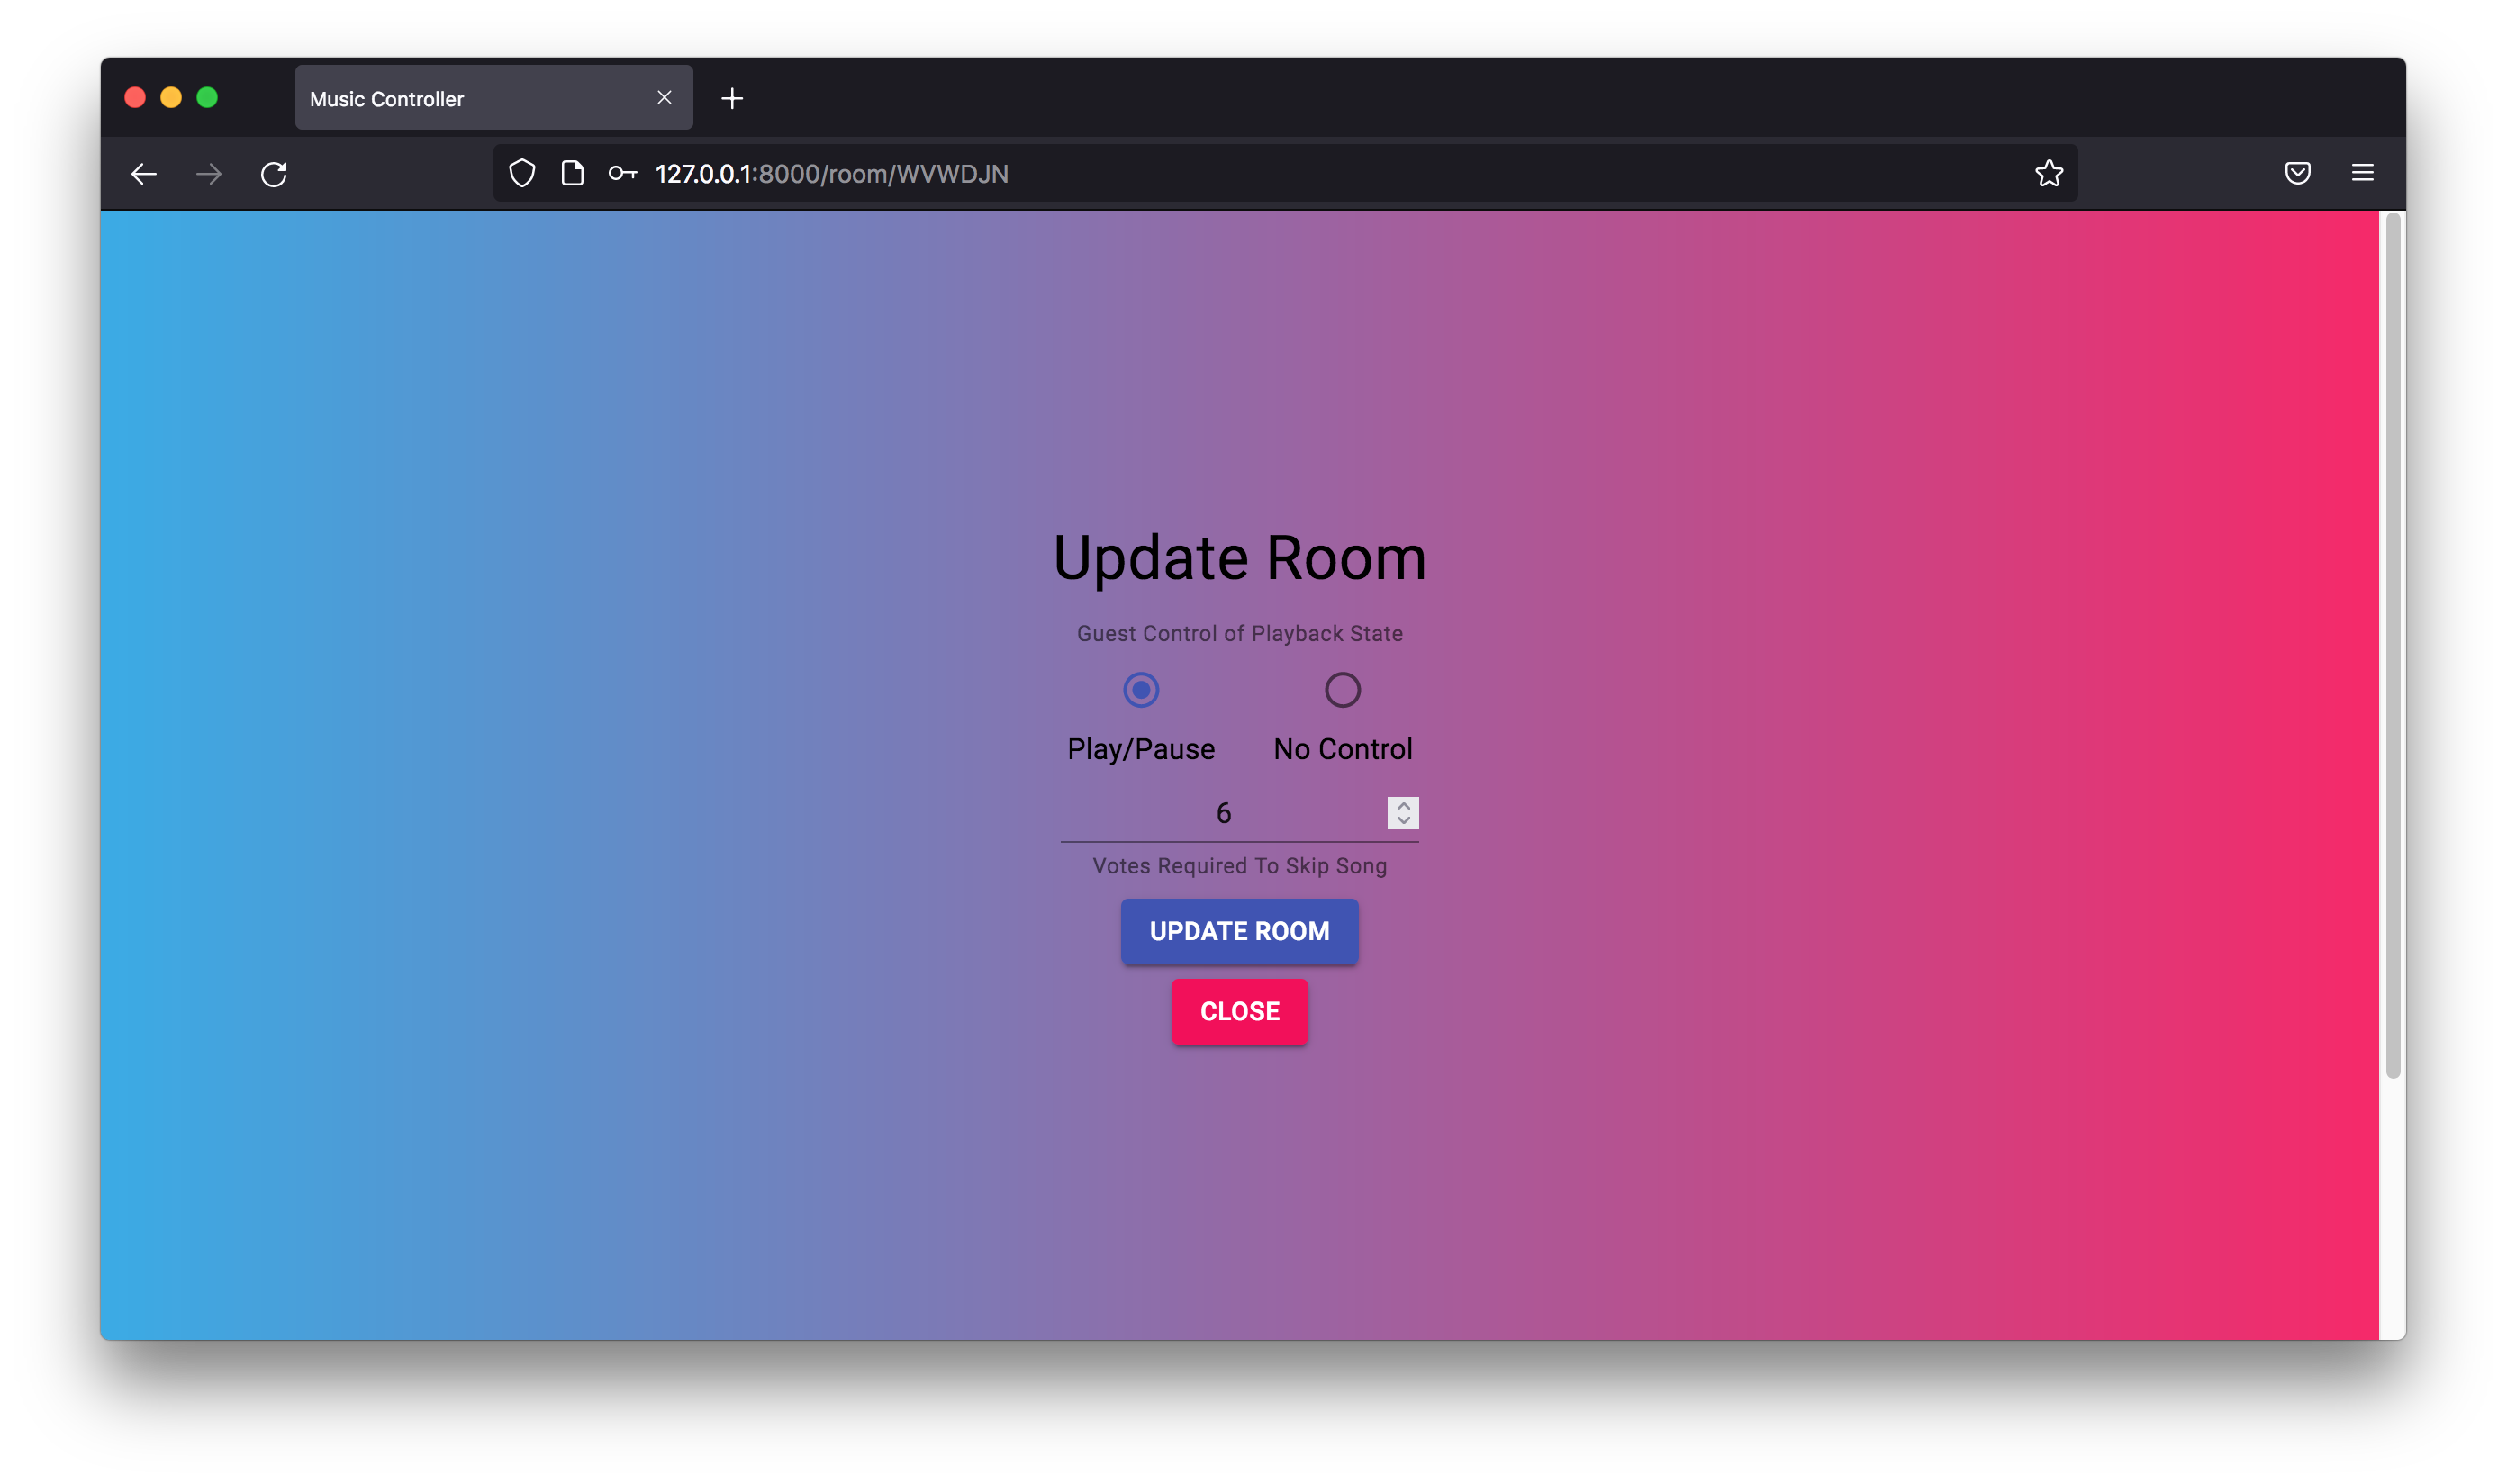 Music Controller
127.0.0.1:8000/room/WVWDJN
Update Room
Guest Control of Playback State
Play/Pause No Control
6
Votes Required To Skip Song
UPDATE ROOM
CLOSE